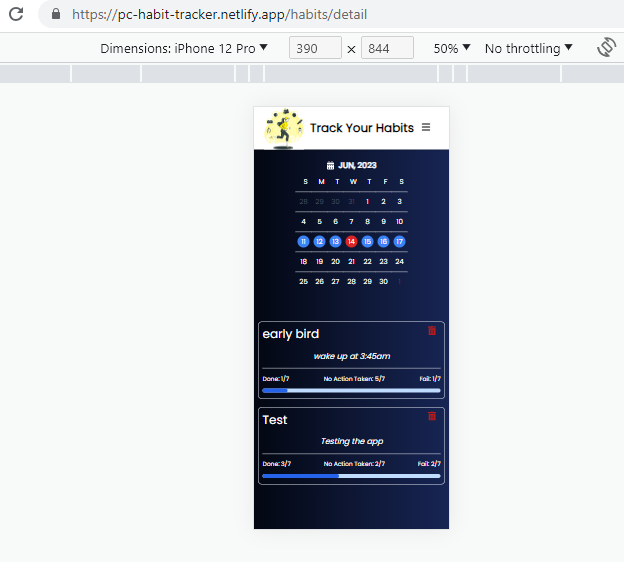 https://pc-habit-tracker.netlify.app/habits/detail
Dimensions: iPhone 12 Pro ▼ 390 × 844 50% ▼ No throttling ▼
Track Your Habits
JUN, 2023
S M T W T F S
28 29 30 31 1 2 3
4 5 6 7 8 9 10
11 12 13 14 15 16 17
18 19 20 21 22 23 24
25 26 27 28 29 30 1
early bird
wake up at 3:45am
Done: 1/7 No Action Taken: 5/7 Fail: 1/7
Test
Testing the app
Done: 3/7 No Action Taken: 2/7 Fail: 2/7